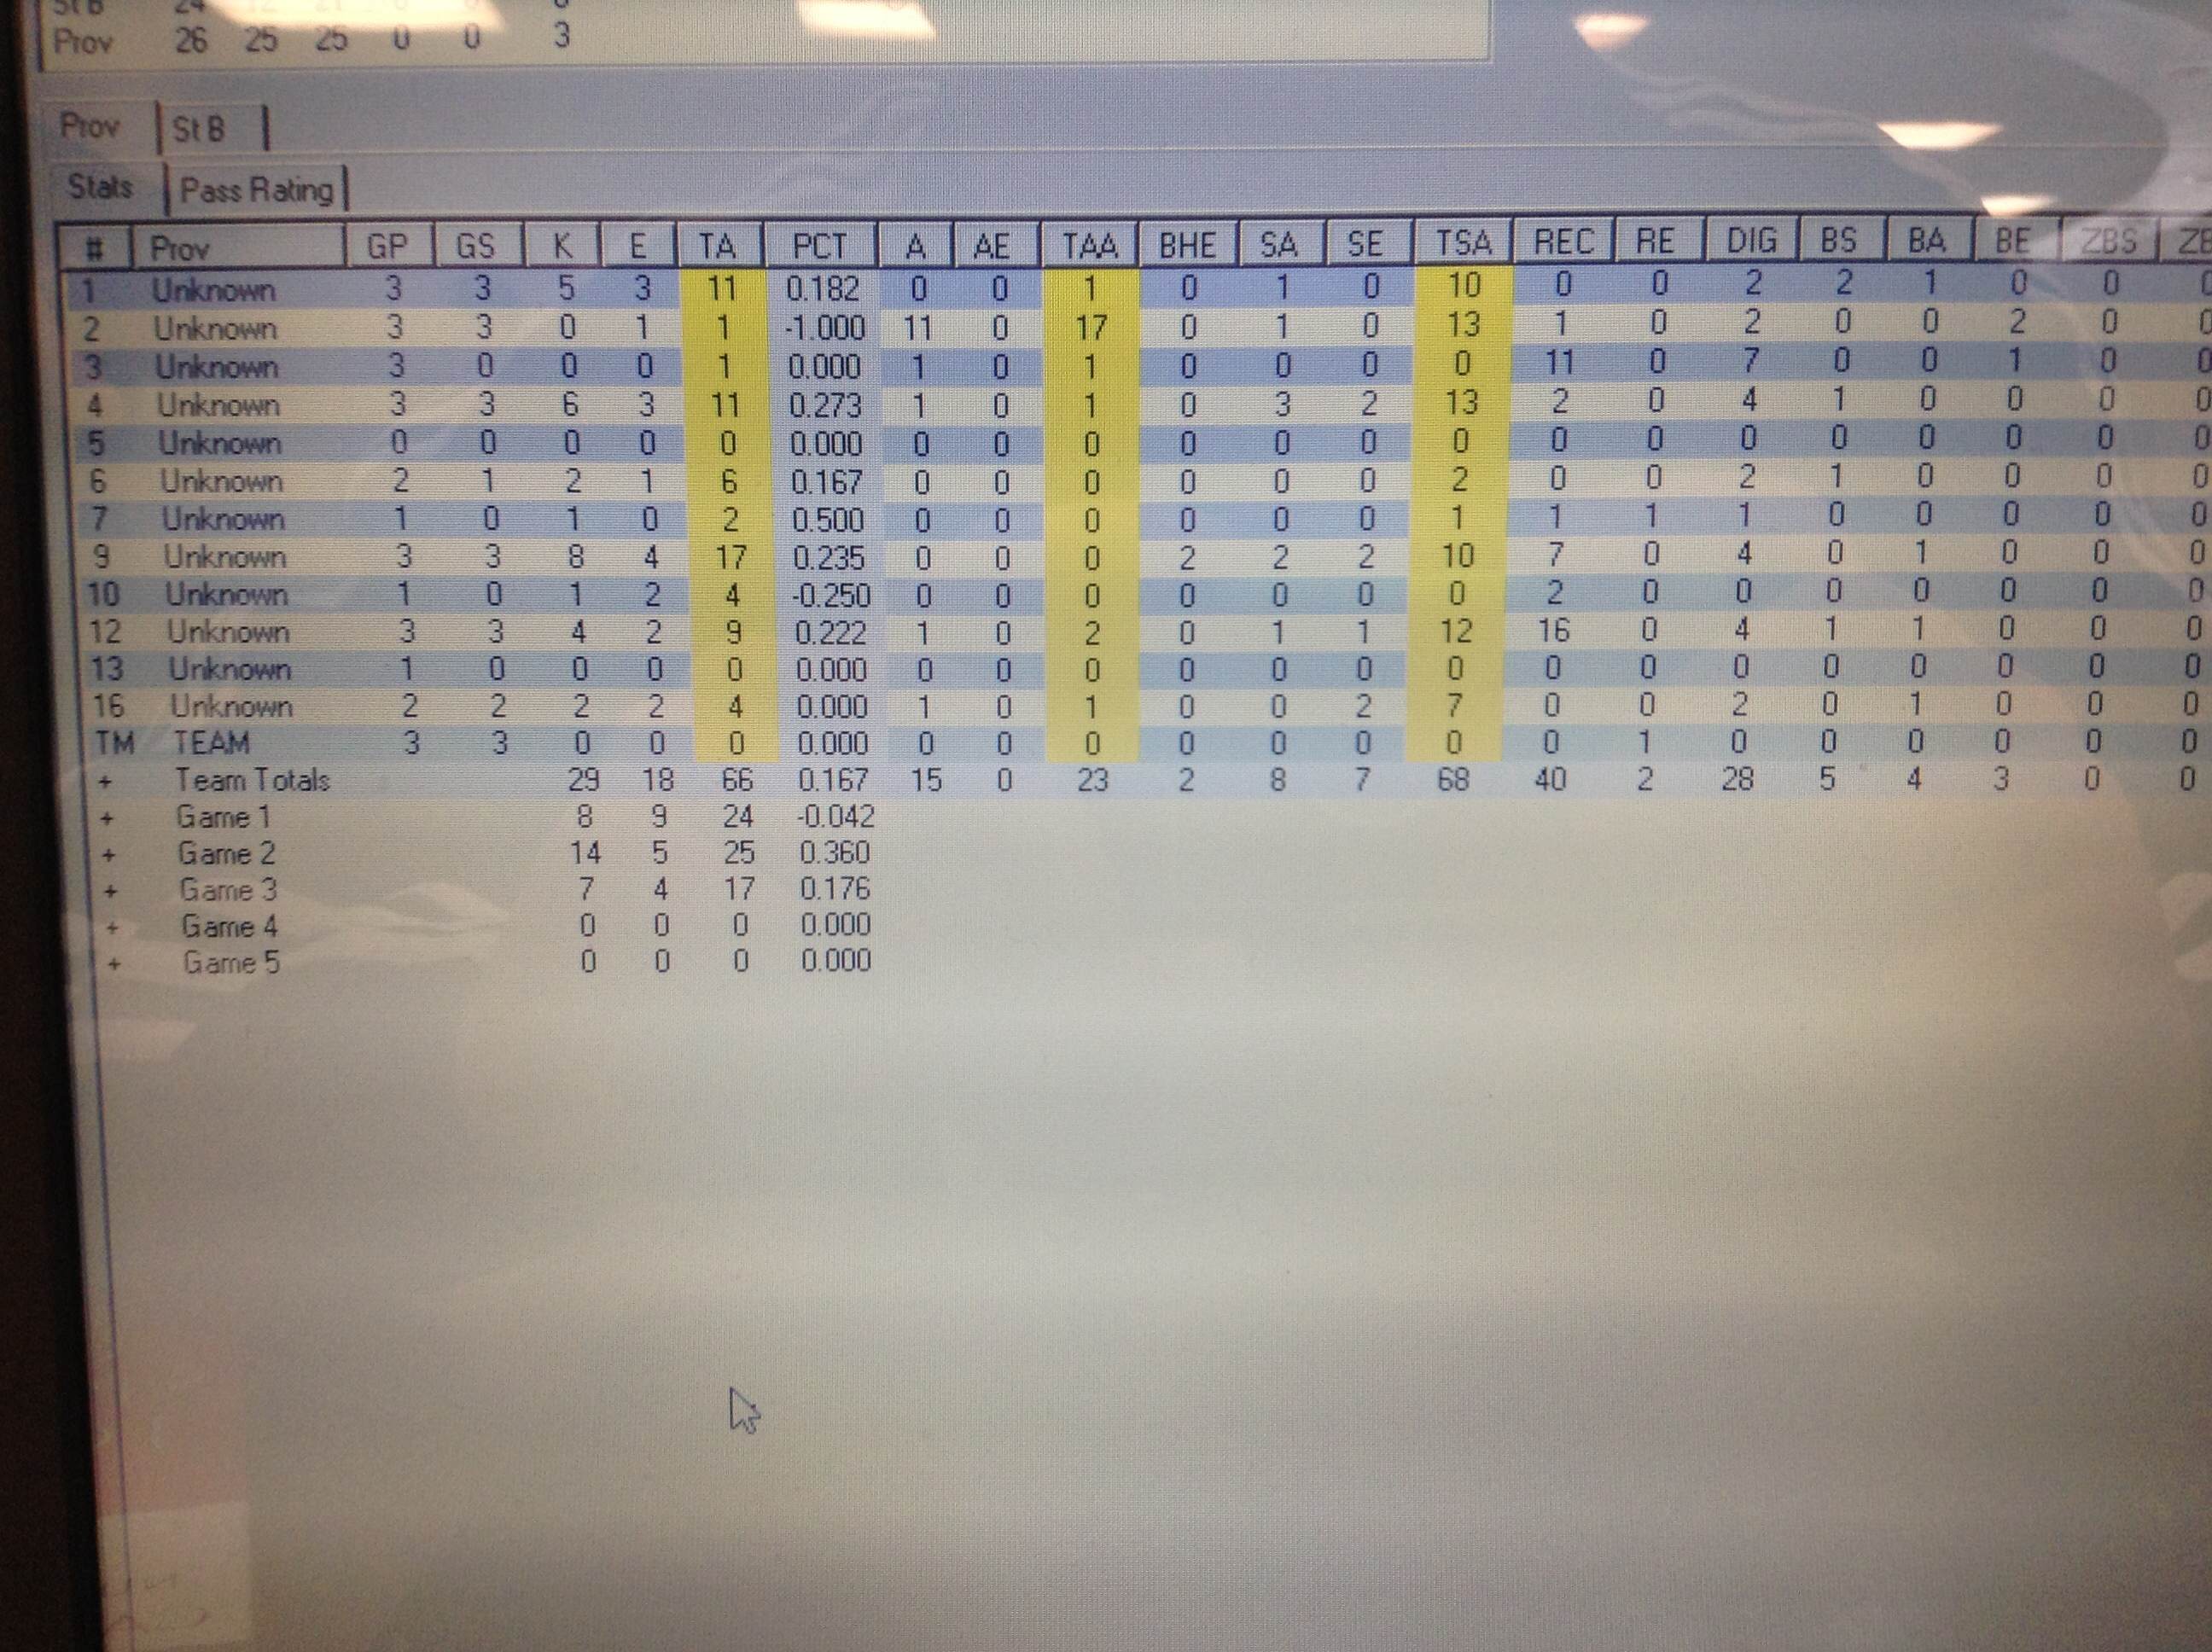 St B 24
Prov 26 25 25 0 0 3
Prov St B
Stats Pass Rating
# Prov GP GS K E TA PCT A AE TAA BHE SA SE TSA REC RE DIG BS BA BE ZBS
1 Unknown 3 3 5 3 11 0.182 0 0 1 0 1 0 10 0 0 2 2 1 0 0 0
2 Unknown 3 3 0 1 1 -1.000 11 0 17 0 1 0 13 1 0 2 0 0 2 0 0
3 Unknown 3 0 0 0 1 0.000 1 0 1 0 0 0 0 11 0 7 0 0 1 0 0
4 Unknown 3 3 6 3 11 0.273 1 0 1 0 3 2 13 2 0 4 1 0 0 0 0
5 Unknown 0 0 0 0 0 0.000 0 0 0 0 0 0 0 0 0 0 0 0 0 0 0
6 Unknown 2 1 2 1 6 0.167 0 0 0 0 0 0 2 0 0 2 1 0 0 0 0
7 Unknown 1 0 1 0 2 0.500 0 0 0 0 0 0 1 1 1 1 0 0 0 0 0
9 Unknown 3 3 8 4 17 0.235 0 0 0 2 2 2 10 7 0 4 0 1 0 0 0
10 Unknown 1 0 1 2 4 -0.250 0 0 0 0 0 0 0 2 0 0 0 0 0 0 0
12 Unknown 3 3 4 2 9 0.222 1 0 2 0 1 1 12 16 0 4 1 1 0 0 0
13 Unknown 1 0 0 0 0 0.000 0 0 0 0 0 0 0 0 0 0 0 0 0 0 0
16 Unknown 2 2 2 2 4 0.000 1 0 1 0 0 2 7 0 0 2 0 1 0 0 0
TM TEAM 3 3 0 0 0 0.000 0 0 0 0 0 0 0 0 1 0 0 0 0 0 0
+ Team Totals 29 18 66 0.167 15 0 23 2 8 7 68 40 2 28 5 4 3 0 0
+ Game 1 8 9 24 -0.042
+ Game 2 14 5 25 0.360
+ Game 3 7 4 17 0.176
+ Game 4 0 0 0 0.000
+ Game 5 0 0 0 0.000